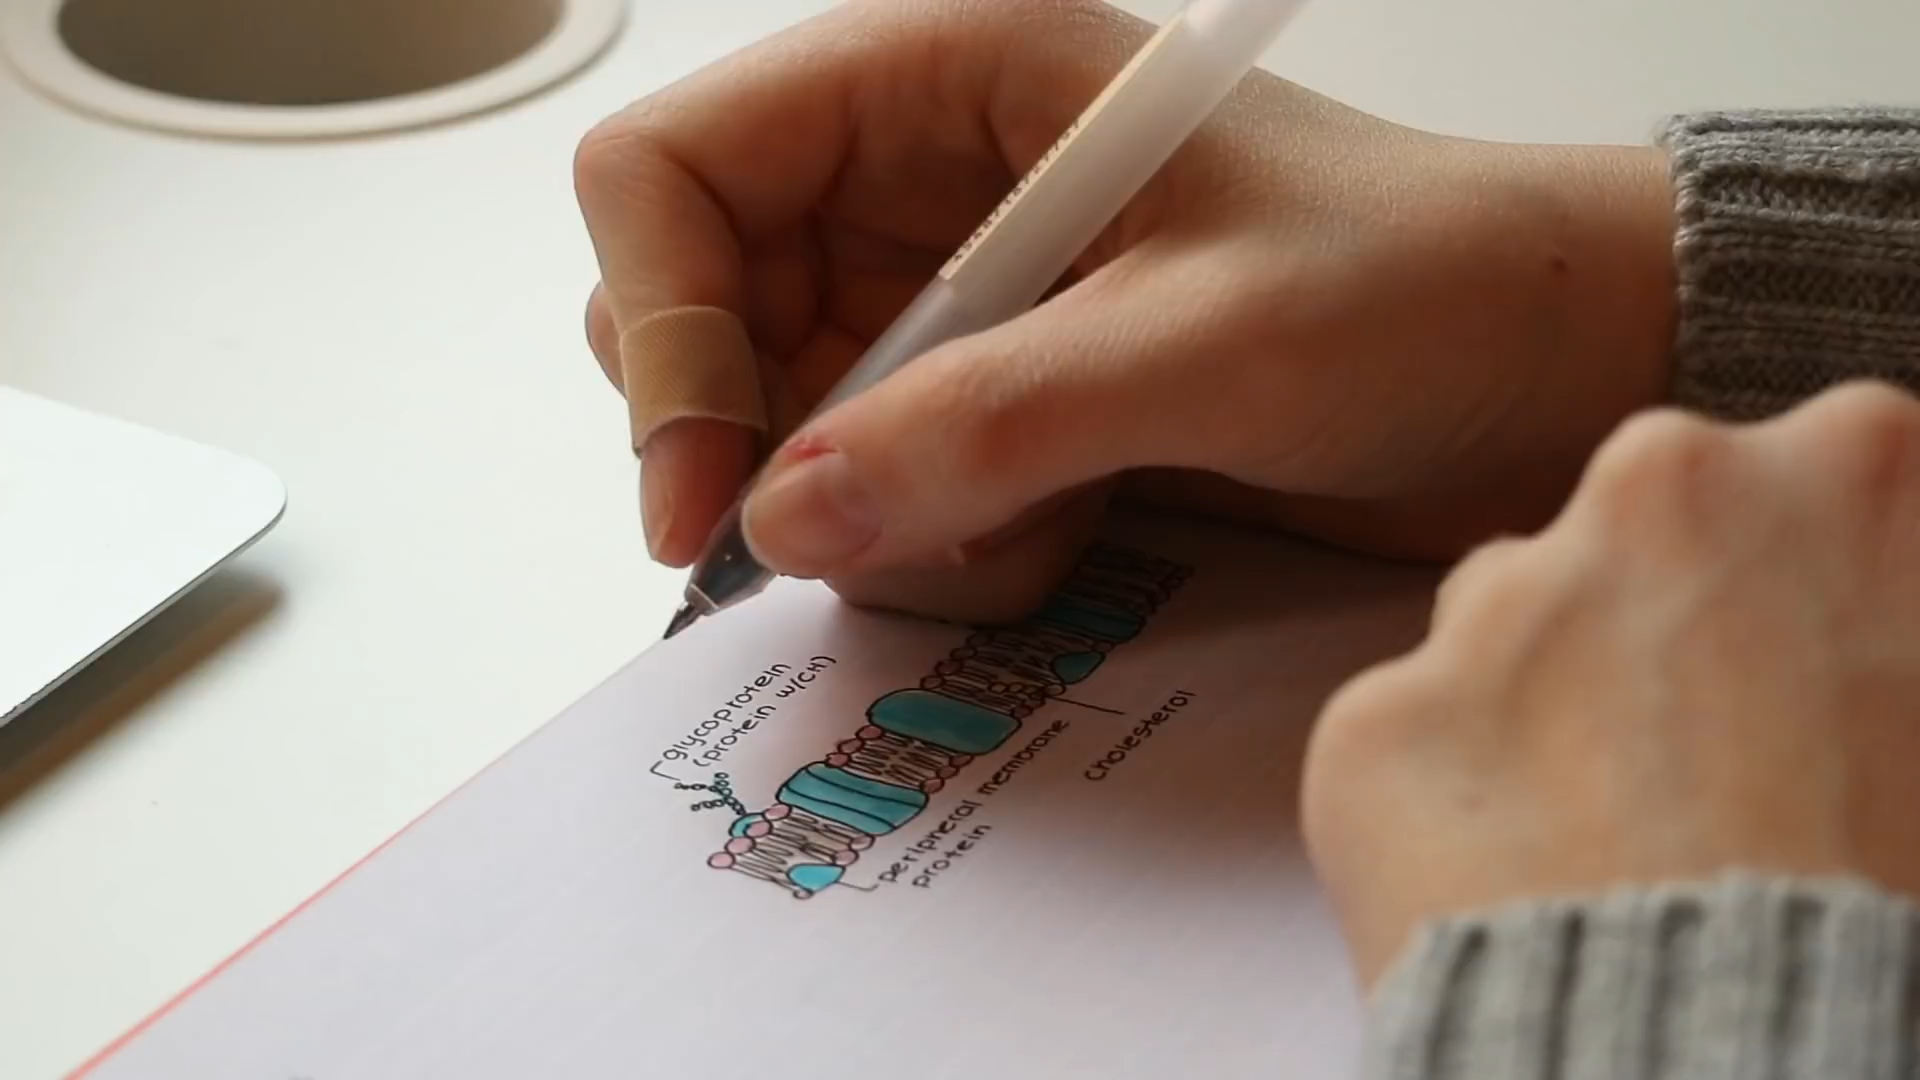 glycoprotein
(protein w/CH)
peripheral membrane
protein
cholesterol